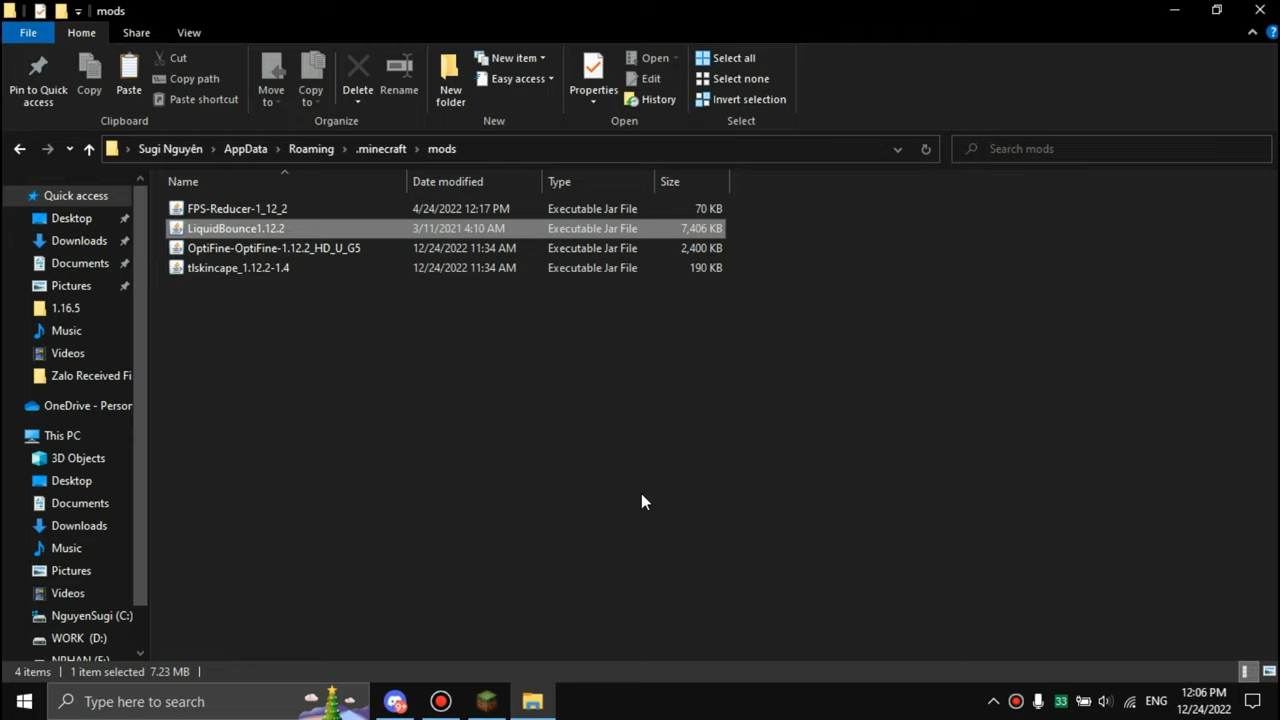 mods
File Home Share View
Pin to Quick access
Copy
Paste
Cut
Copy path
Paste shortcut
Clipboard
Move to
Copy to
Delete
Rename
Organize
New folder
New item
Easy access
New
Properties
Open
Edit
History
Open
Select all
Select none
Invert selection
Select
Sugi Nguyên > AppData > Roaming > .minecraft > mods
Search mods
Name Date modified Type Size
FPS-Reducer-1_12_2 4/24/2022 12:17 PM Executable Jar File 70 KB
LiquidBounce1.12.2 3/11/2021 4:10 AM Executable Jar File 7,406 KB
OptiFine-OptiFine-1.12.2_HD_U_G5 12/24/2022 11:34 AM Executable Jar File 2,400 KB
tlskincape_1.12.2-1.4 12/24/2022 11:34 AM Executable Jar File 190 KB
Quick access
Desktop
Downloads
Documents
Pictures
1.16.5
Music
Videos
Zalo Received Fi
OneDrive - Person
This PC
3D Objects
Desktop
Documents
Downloads
Music
Pictures
Videos
NguyenSugi (C:)
WORK (D:)
4 items 1 item selected 7.23 MB
Type here to search
9+
33
ENG
12:06 PM
12/24/2022